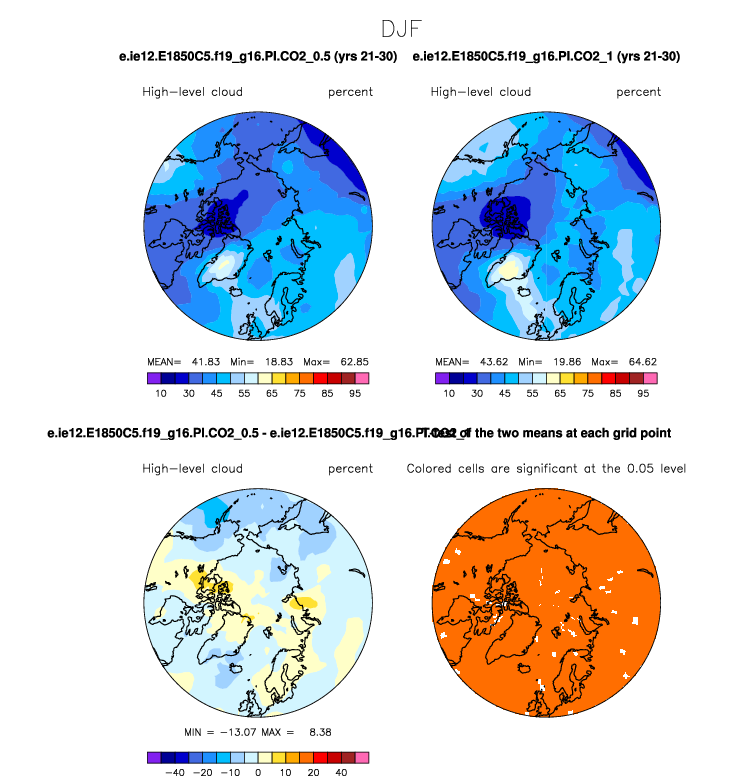 DJF
e.ie12.E1850C5.f19_g16.PI.CO2_0.5 (yrs 21-30) e.ie12.E1850C5.f19_g16.PI.CO2_1 (yrs 21-30)
High-level cloud percent High-level cloud percent
MEAN= 41.83 Min= 18.83 Max= 62.85 MEAN= 43.62 Min= 19.86 Max= 64.62
10 30 45 55 65 75 85 95 10 30 45 55 65 75 85 95
e.ie12.E1850C5.f19_g16.PI.CO2_0.5 - e.ie12.E1850C5.f19_g16.PI.CO2_1 T-test of the two means at each grid point
High-level cloud percent Colored cells are significant at the 0.05 level
MIN = -13.07 MAX = 8.38
-40 -20 -10 0 10 20 40